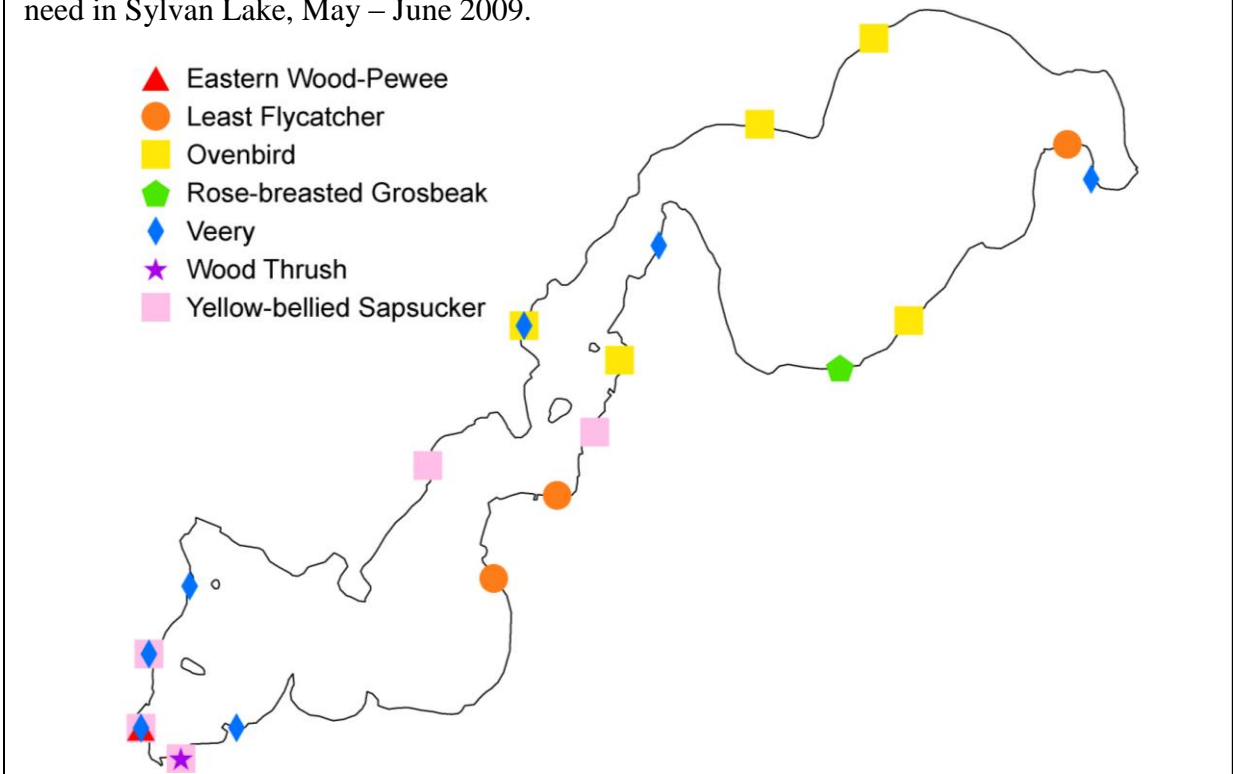 need in Sylvan Lake, May – June 2009.
Eastern Wood-Pewee
Least Flycatcher
Ovenbird
Rose-breasted Grosbeak
Veery
Wood Thrush
Yellow-bellied Sapsucker